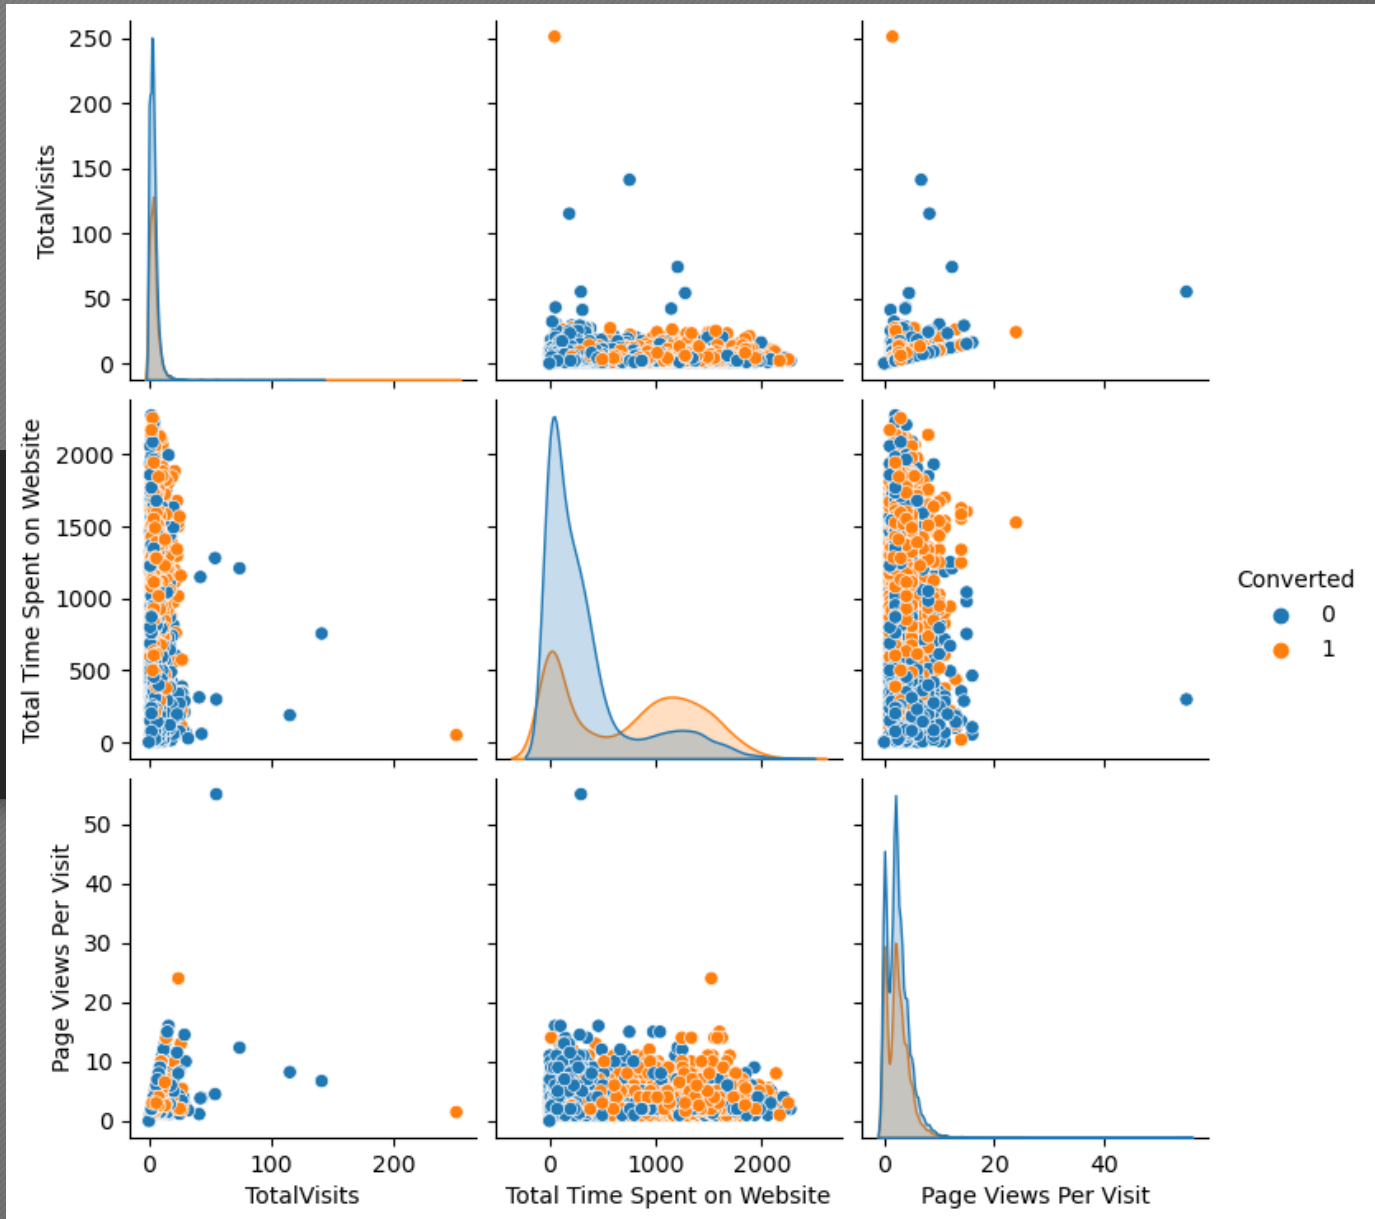 250
200
150
100
50
0
TotalVisits
2000
1500
1000
500
0
Total Time Spent on Website
Converted
0
1
50
40
30
20
10
0
Page Views Per Visit
0 100 200
0 1000 2000
0 20 40
TotalVisits
Total Time Spent on Website
Page Views Per Visit